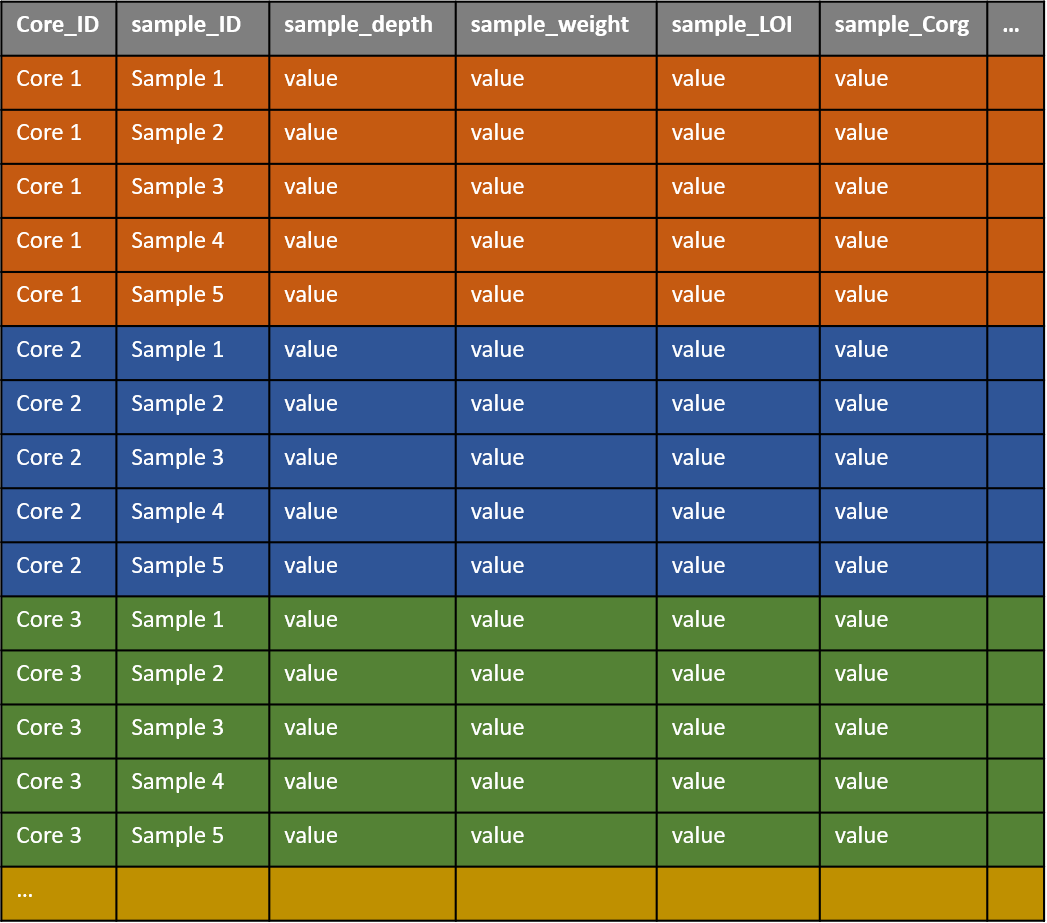 Core_ID sample_ID sample_depth sample_weight sample_LOI sample_Corg ...
Core 1 Sample 1 value value value value
Core 1 Sample 2 value value value value
Core 1 Sample 3 value value value value
Core 1 Sample 4 value value value value
Core 1 Sample 5 value value value value
Core 2 Sample 1 value value value value
Core 2 Sample 2 value value value value
Core 2 Sample 3 value value value value
Core 2 Sample 4 value value value value
Core 2 Sample 5 value value value value
Core 3 Sample 1 value value value value
Core 3 Sample 2 value value value value
Core 3 Sample 3 value value value value
Core 3 Sample 4 value value value value
Core 3 Sample 5 value value value value
...